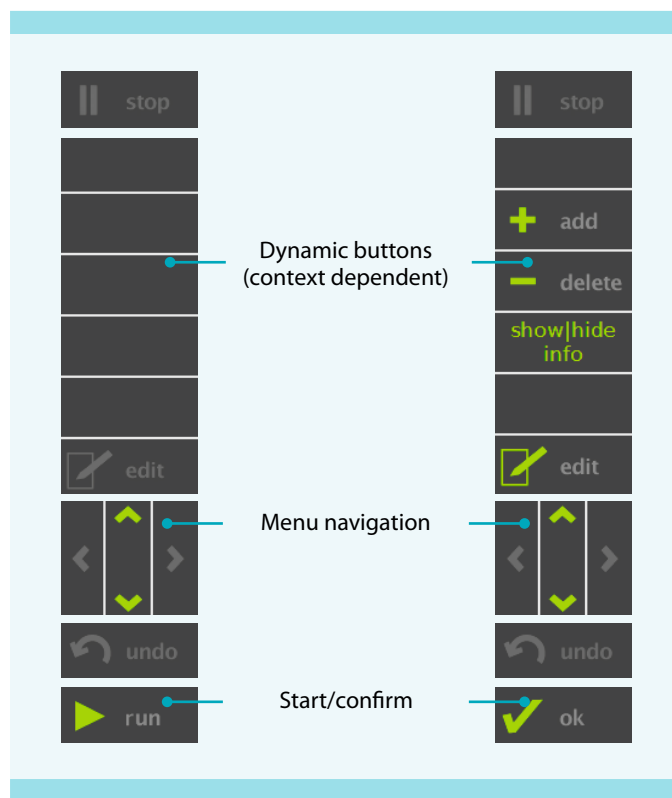 stop
stop
add
Dynamic buttons
(context dependent)
delete
show|hide
info
edit
edit
Menu navigation
undo
undo
Start/confirm
run
ok